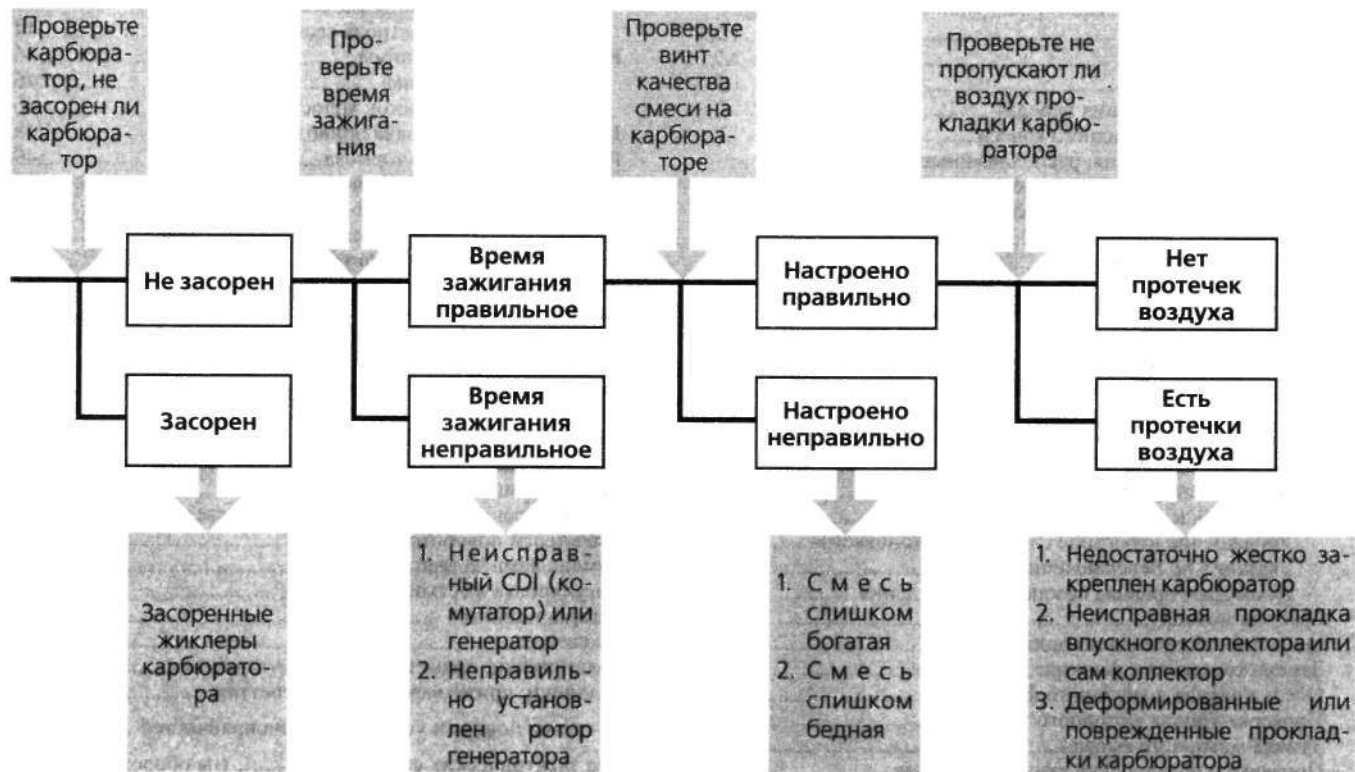 Проверьте
карбюра-
тор, не
засорен ли
карбюра-
тор
Про-
верьте
время
зажига-
ния
Проверьте
винт
качества
смеси на
карбюра-
торе
Проверьте не
пропускают ли
воздух про-
кладки карбю-
ратора
Не засорен
Время
зажигания
правильное
Настроено
правильно
Нет
протечек
воздуха
Засорен
Время
зажигания
неправильное
Настроено
неправильно
Есть
протечки
воздуха
Засоренные
жиклеры
карбюрато-
ра
1. Неисправ-
ный CDI (ко-
мутатор) или
генератор
2. Неправиль-
но установ-
лен ротор
генератора
1. Смесь
слишком
богатая
2. Смесь
слишком
бедная
1. Недостаточно жестко за-
креплен карбюратор
2. Неисправная прокладка
впускного коллектора или
сам коллектор
3. Деформированные или
поврежденные проклад-
ки карбюратора